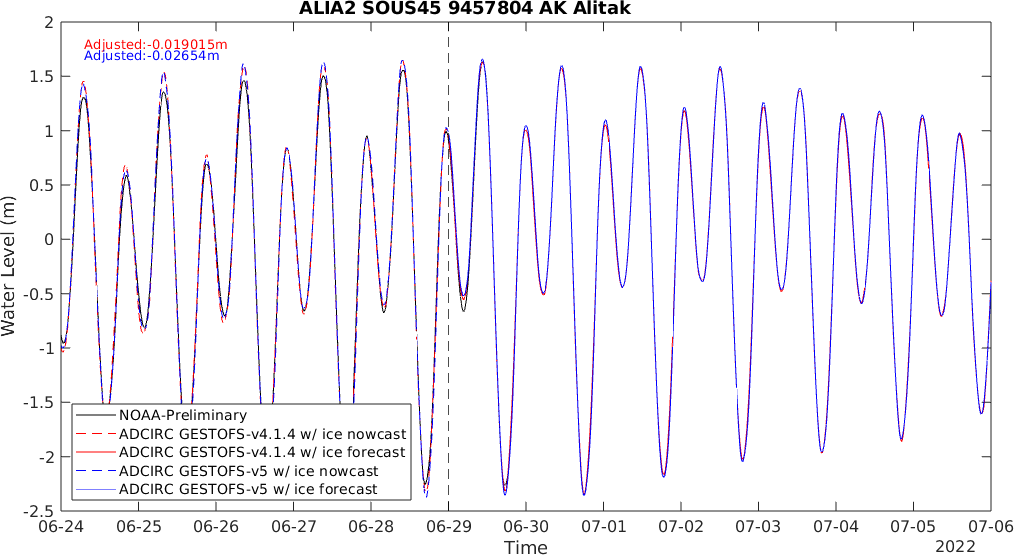 ALIA2 SOUS45 9457804 AK Alitak
Adjusted:-0.019015m
Adjusted:-0.02654m
2
1.5
1
0.5
0
-0.5
-1
-1.5
-2
-2.5
Water Level (m)
NOAA-Preliminary
ADCIRC GESTOFS-v4.1.4 w/ ice nowcast
ADCIRC GESTOFS-v4.1.4 w/ ice forecast
ADCIRC GESTOFS-v5 w/ ice nowcast
ADCIRC GESTOFS-v5 w/ ice forecast
06-24 06-25 06-26 06-27 06-28 06-29 06-30 07-01 07-02 07-03 07-04 07-05 07-06
Time
2022